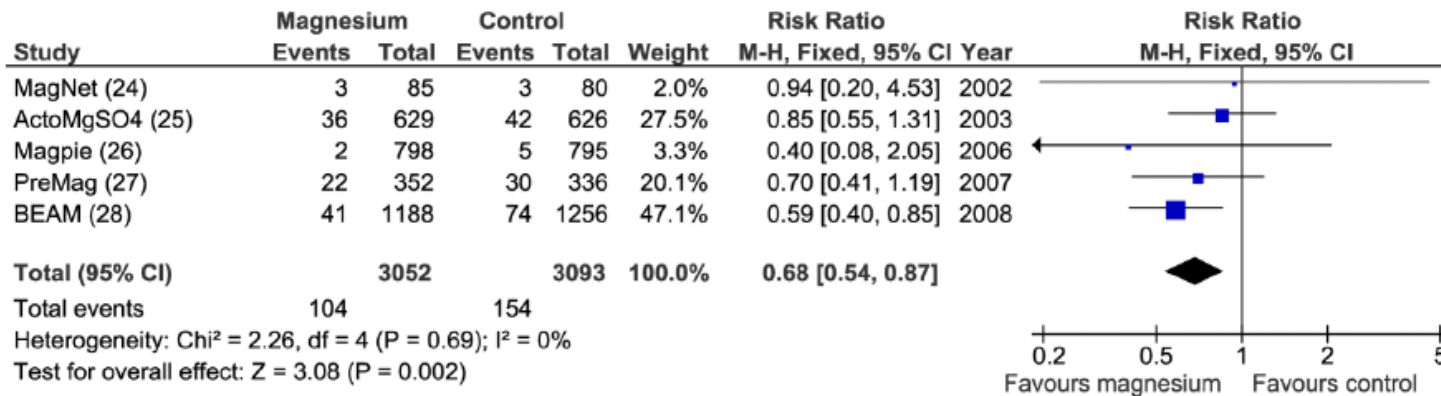 Magnesium Control Risk Ratio Risk Ratio
Study Events Total Events Total Weight M-H, Fixed, 95% CI Year M-H, Fixed, 95% CI
MagNet (24) 3 85 3 80 2.0% 0.94 [0.20, 4.53] 2002
ActoMgSO4 (25) 36 629 42 626 27.5% 0.85 [0.55, 1.31] 2003
Magpie (26) 2 798 5 795 3.3% 0.40 [0.08, 2.05] 2006
PreMag (27) 22 352 30 336 20.1% 0.70 [0.41, 1.19] 2007
BEAM (28) 41 1188 74 1256 47.1% 0.59 [0.40, 0.85] 2008
Total (95% CI) 3052 3093 100.0% 0.68 [0.54, 0.87]
Total events 104 154
Heterogeneity: Chi² = 2.26, df = 4 (P = 0.69); I² = 0%
Test for overall effect: Z = 3.08 (P = 0.002)
0.2 0.5 1 2 5
Favours magnesium Favours control